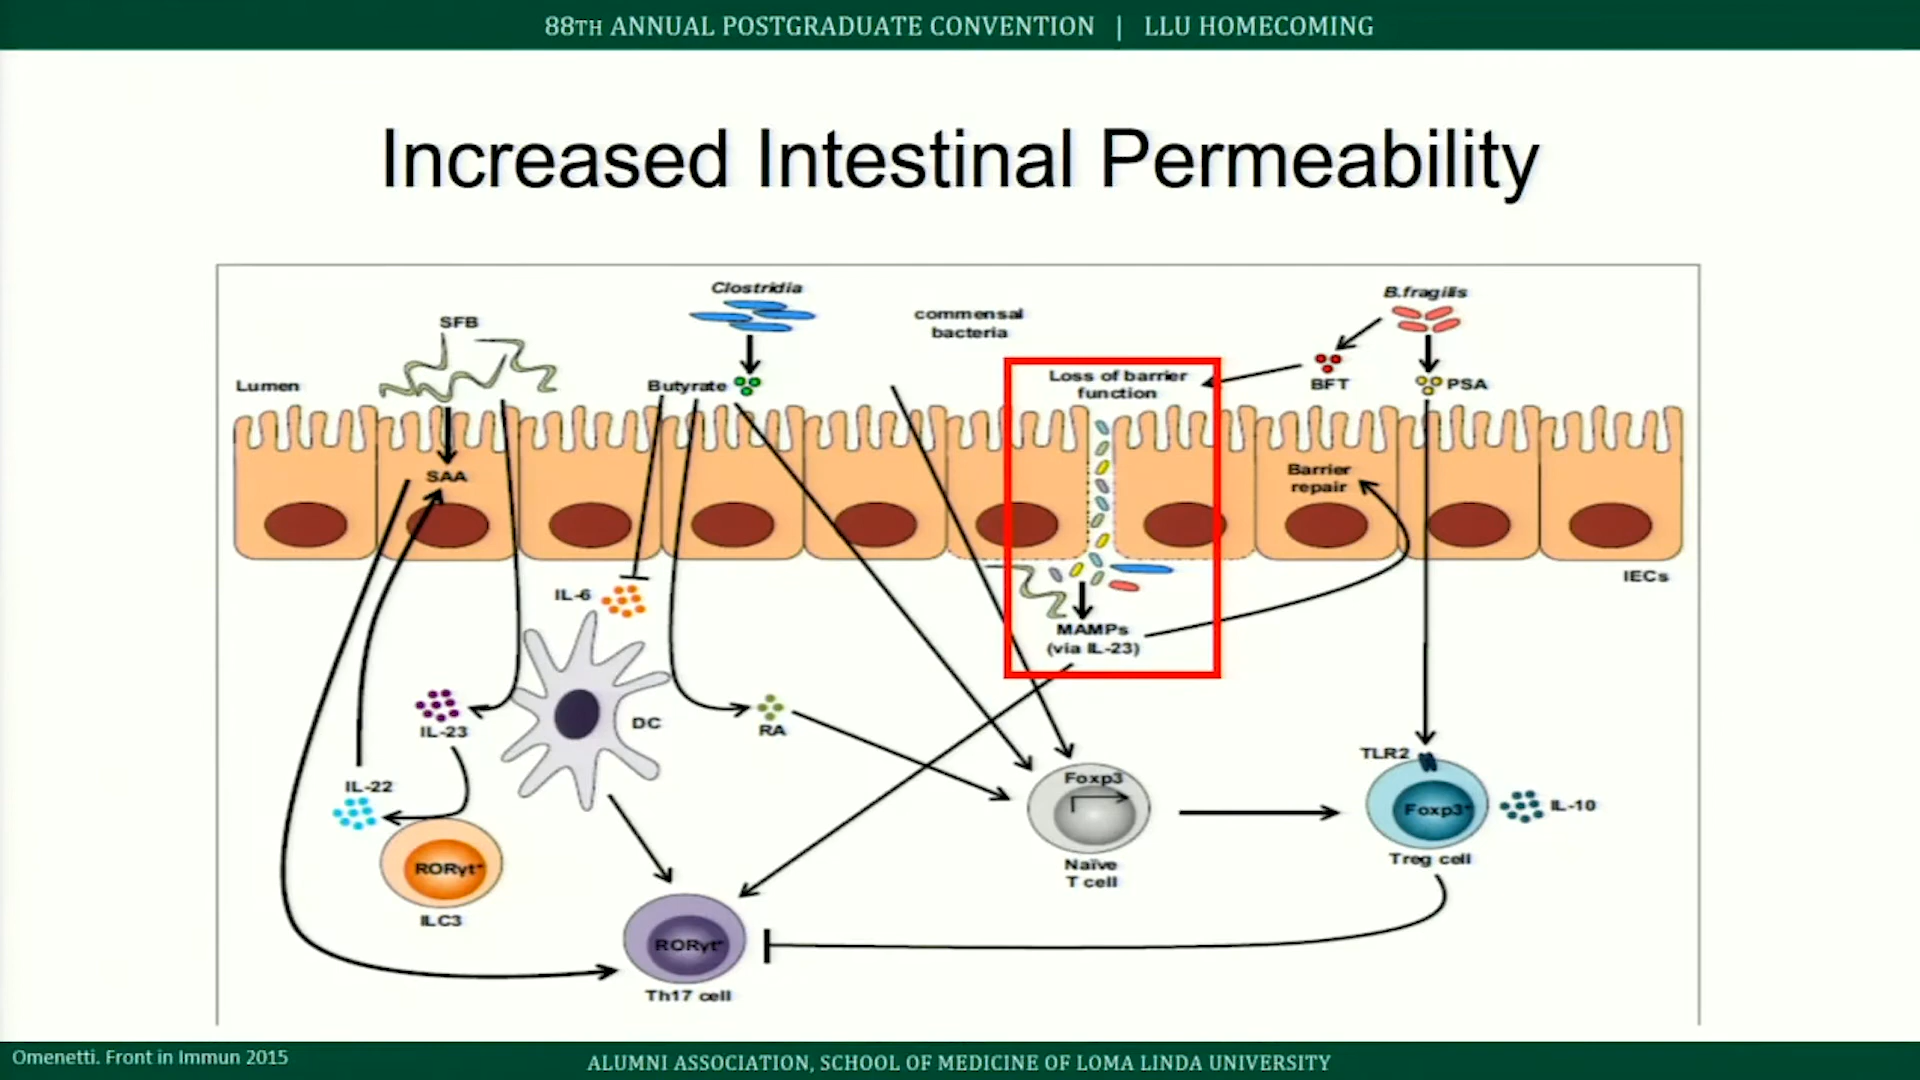 88TH ANNUAL POSTGRADUATE CONVENTION | LLU HOMECOMING
Increased Intestinal Permeability
Clostridia
B.fragilis
SFB
commensal
bacteria
Lumen
Butyrate
Loss of barrier
function
BFT
PSA
SAA
Barrier
repair
IECs
IL-6
MAMPs
(via IL-23)
DC
IL-23
RA
TLR2
IL-22
Foxp3
Foxp3+
IL-10
RORγt+
Naïve
T cell
Treg cell
ILC3
RORγt+
Th17 cell
Omenetti. Front in Immun 2015
ALUMNI ASSOCIATION, SCHOOL OF MEDICINE OF LOMA LINDA UNIVERSITY